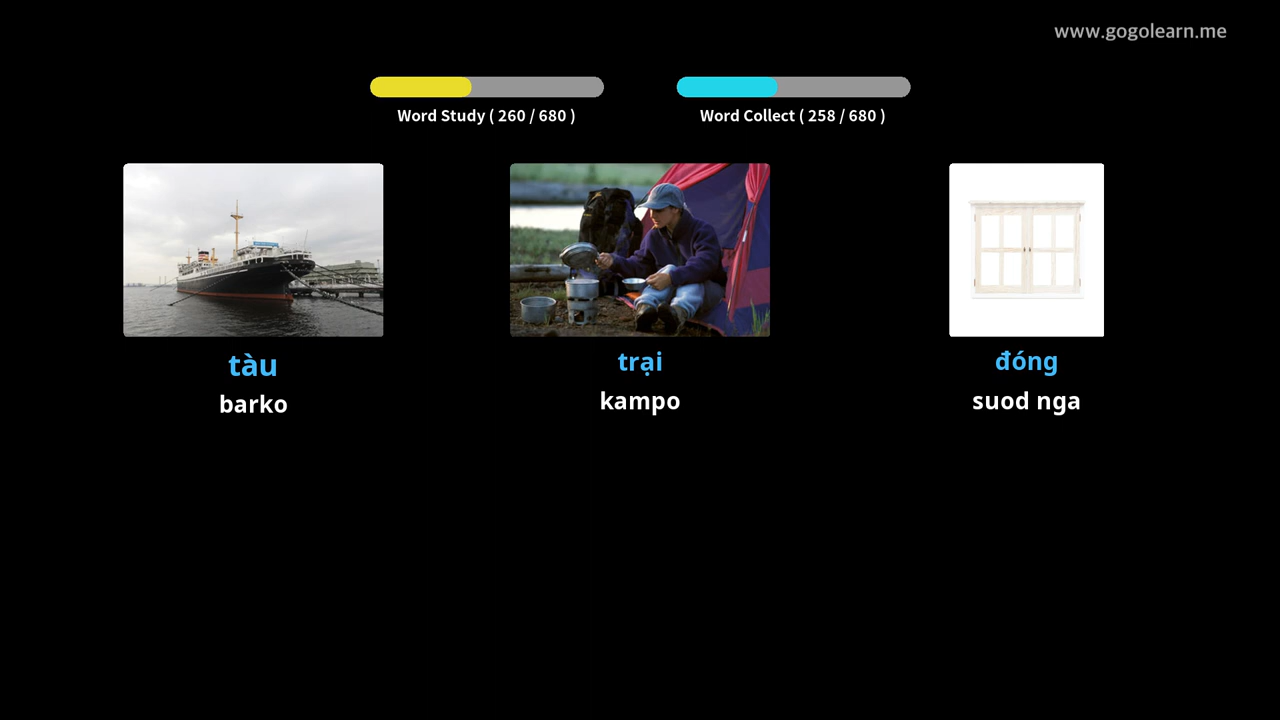 www.gogolearn.me
Word Study ( 260 / 680 )
Word Collect ( 258 / 680 )
tàu
barko
trại
kampo
đóng
suod nga